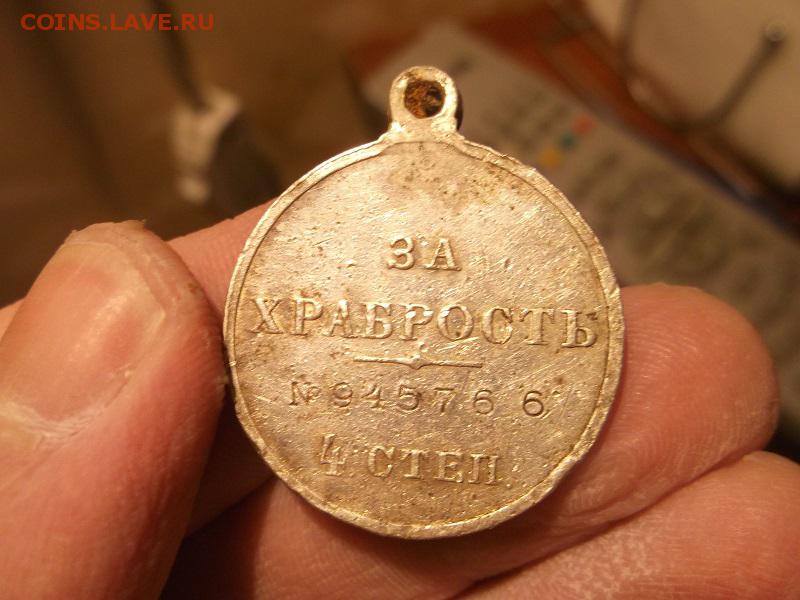 COINS.LAVE.RU
ЗА
ХРАБРОСТЬ
№ 945766
4 СТЕП.